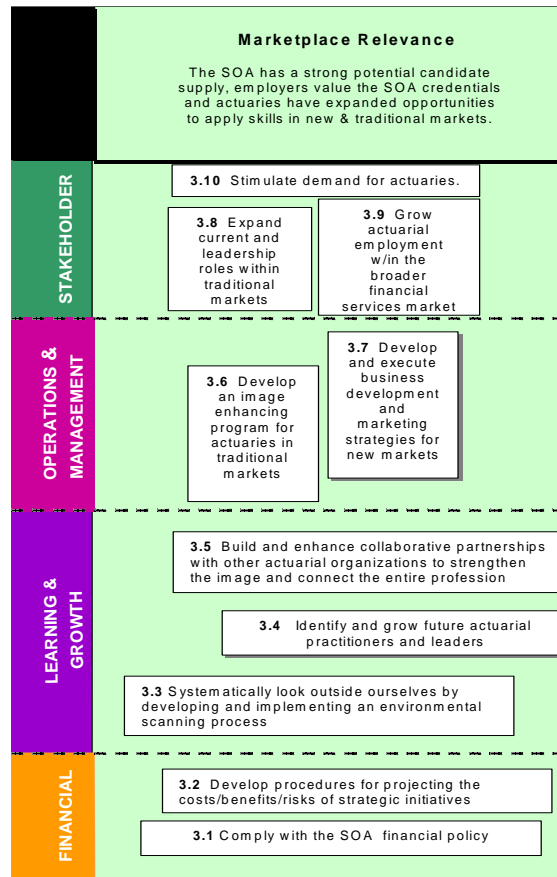 Marketplace Relevance
The SOA has a strong potential candidate
supply, employers value the SOA credentials
and actuaries have expanded opportunities
to apply skills in new & traditional markets.
STAKEHOLDER
3.10 Stimulate demand for actuaries.
3.8 Expand
current and
leadership
roles within
traditional
markets
3.9 Grow
actuarial
employment
w/in the
broader
financial
services market
OPERATIONS &
MANAGEMENT
3.6 Develop
an image
enhancing
program for
actuaries in
traditional
markets
3.7 Develop
and execute
business
development
and
marketing
strategies for
new markets
LEARNING &
GROWTH
3.5 Build and enhance collaborative partnerships
with other actuarial organizations to strengthen
the image and connect the entire profession
3.4 Identify and grow future actuarial
practitioners and leaders
3.3 Systematically look outside ourselves by
developing and implementing an environmental
scanning process
FINANCIAL
3.2 Develop procedures for projecting the
costs/benefits/risks of strategic initiatives
3.1 Comply with the SOA financial policy